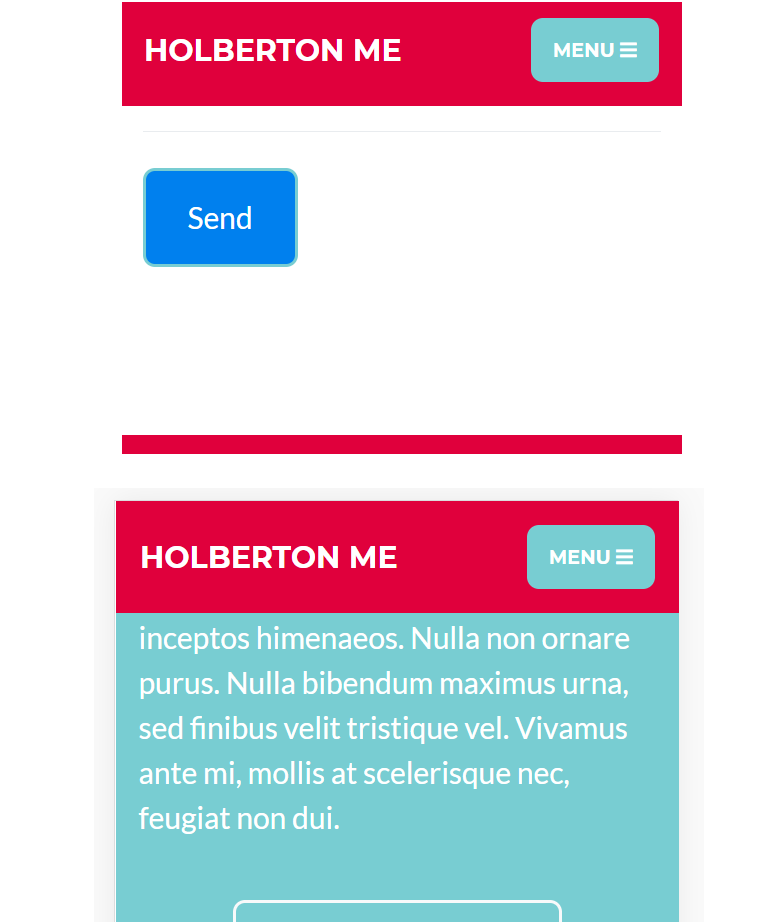 HOLBERTON ME
MENU
Send
HOLBERTON ME
MENU
inceptos himenaeos. Nulla non ornare
purus. Nulla bibendum maximus urna,
sed finibus velit tristique vel. Vivamus
ante mi, mollis at scelerisque nec,
feugiat non dui.